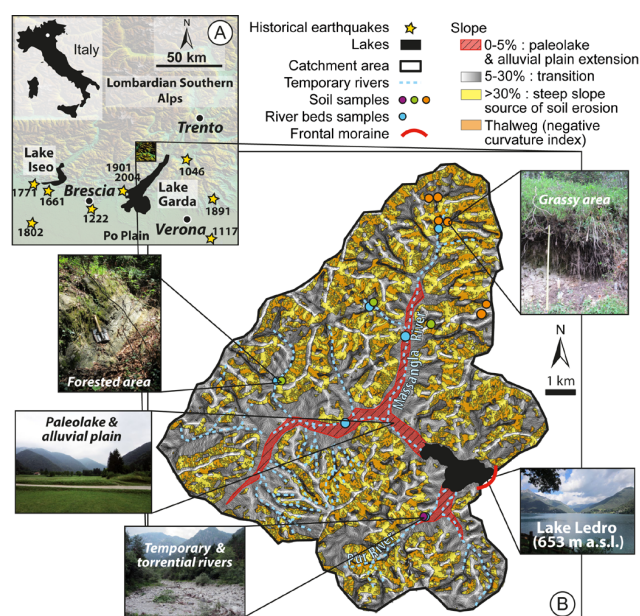 A
Italy
50 km
Lombardian Southern
Alps
Trento
Lake
Iseo
1901
2004
1046
1771
1661
Brescia
Lake
Garda
1222
1891
1802
Po Plain
Verona
1117
Historical earthquakes
Lakes
Catchment area
Temporary rivers
Soil samples
River beds samples
Frontal moraine
Slope
0-5% : paleolake
& alluvial plain extension
5-30% : transition
>30% : steep slope
source of soil erosion
Thalweg (negative
curvature index)
Grassy area
Forested area
N
1 km
Massangla River
Paleolake &
alluvial plain
Lake Ledro
(653 m a.s.l.)
Temporary &
torrential rivers
Pur River
B